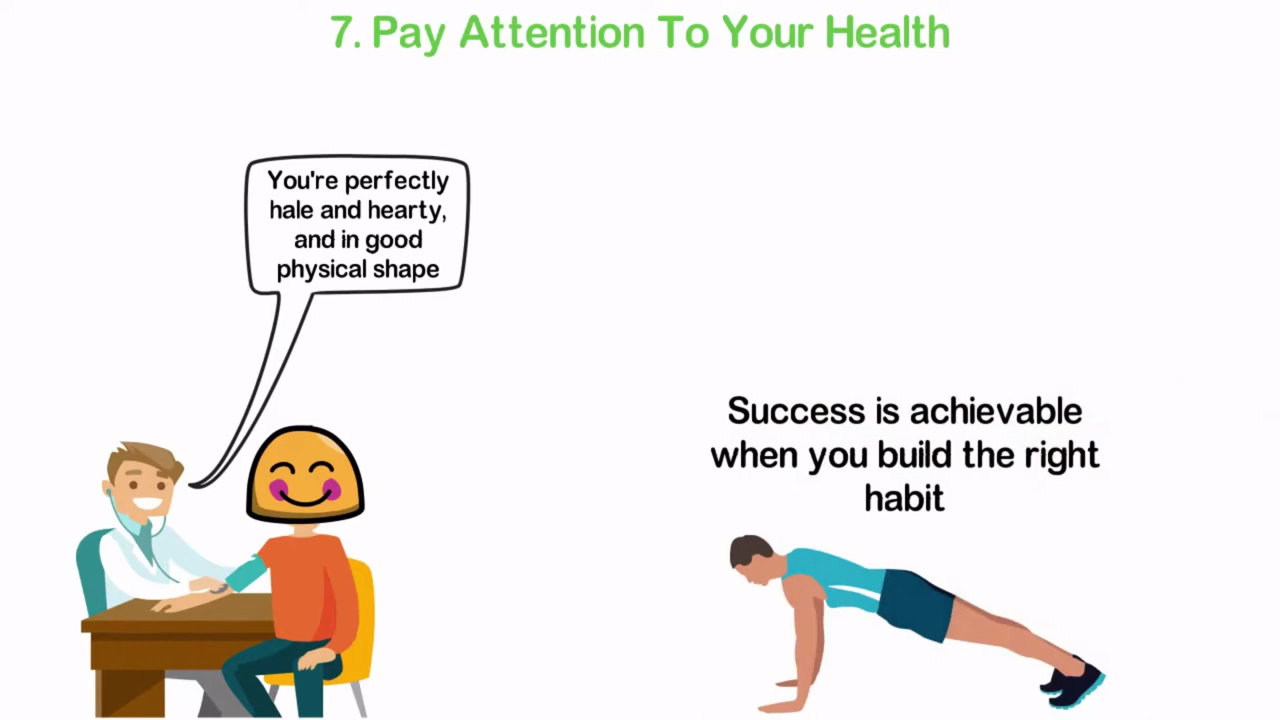 7. Pay Attention To Your Health
You're perfectly
hale and hearty,
and in good
physical shape
Success is achievable
when you build the right
habit